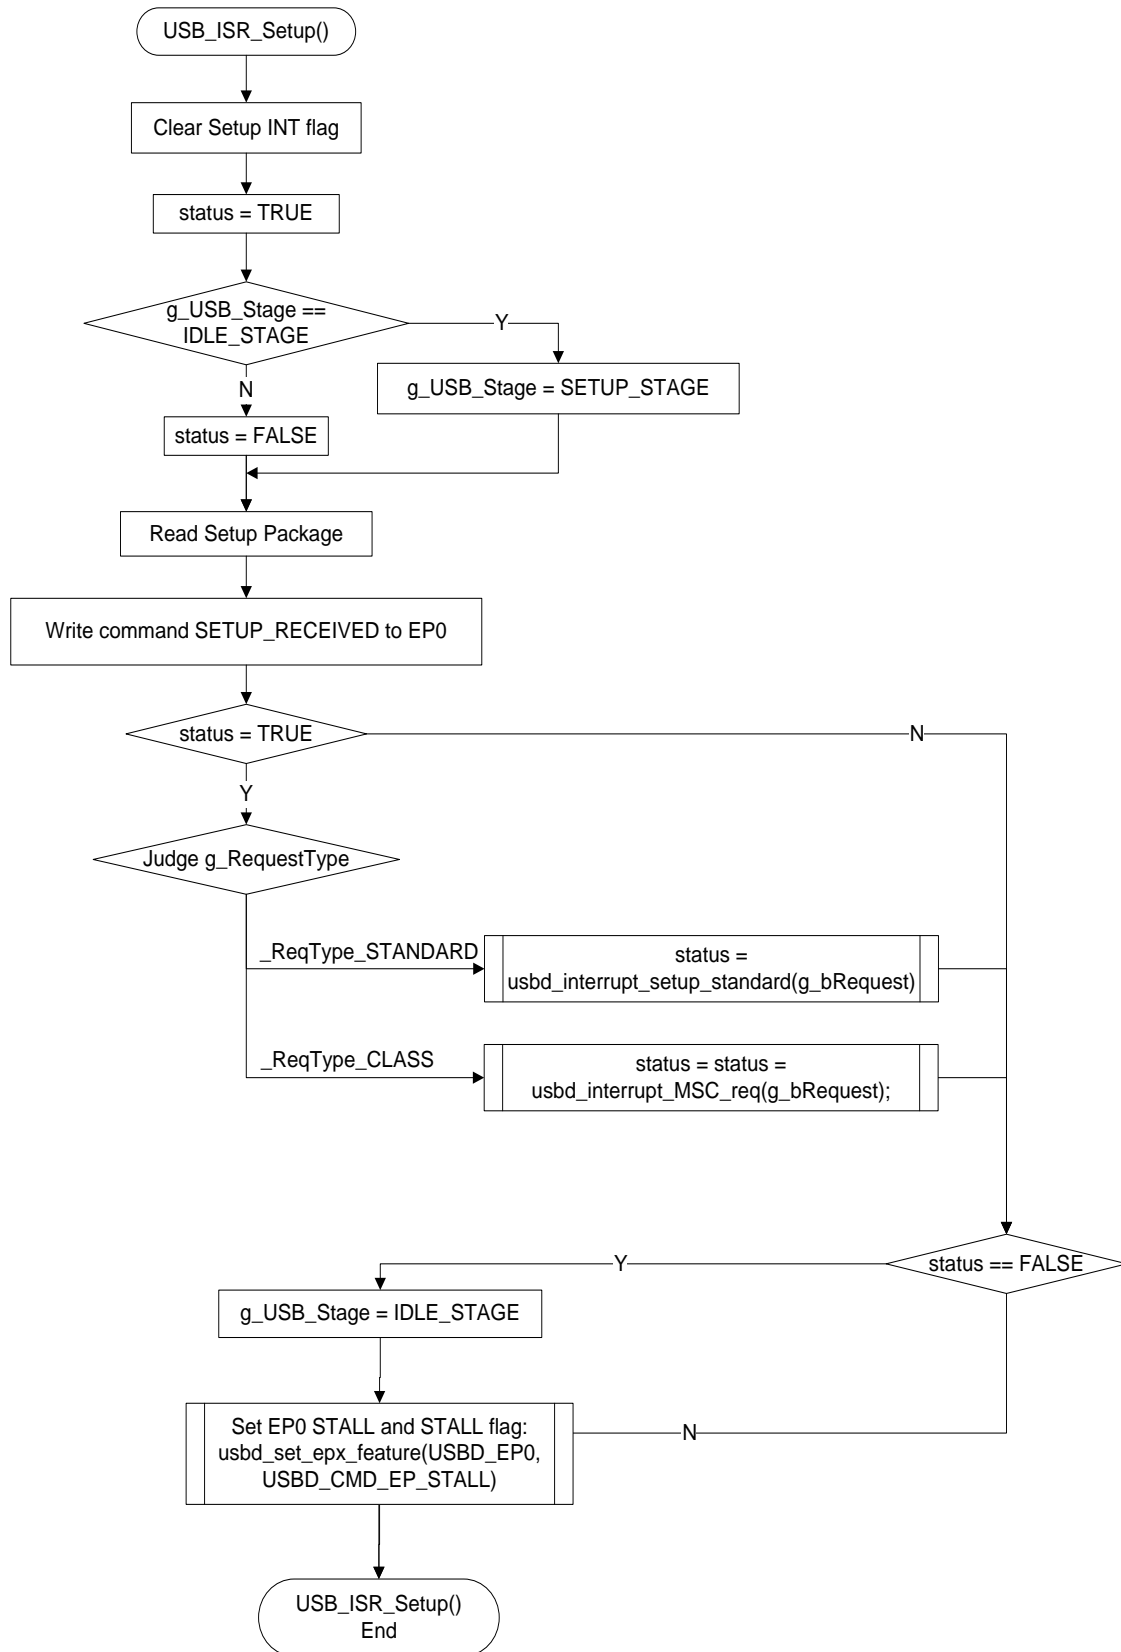 USB_ISR_Setup()
Clear Setup INT flag
status = TRUE
g_USB_Stage ==
IDLE_STAGE
Y
g_USB_Stage = SETUP_STAGE
N
status = FALSE
Read Setup Package
Write command SETUP_RECEIVED to EP0
status = TRUE
N
Y
Judge g_RequestType
_ReqType_STANDARD
status =
usbd_interrupt_setup_standard(g_bRequest)
_ReqType_CLASS
status = status =
usbd_interrupt_MSC_req(g_bRequest);
status == FALSE
Y
g_USB_Stage = IDLE_STAGE
Set EP0 STALL and STALL flag:
usbd_set_epx_feature(USBD_EP0,
USBD_CMD_EP_STALL)
N
USB_ISR_Setup()
End